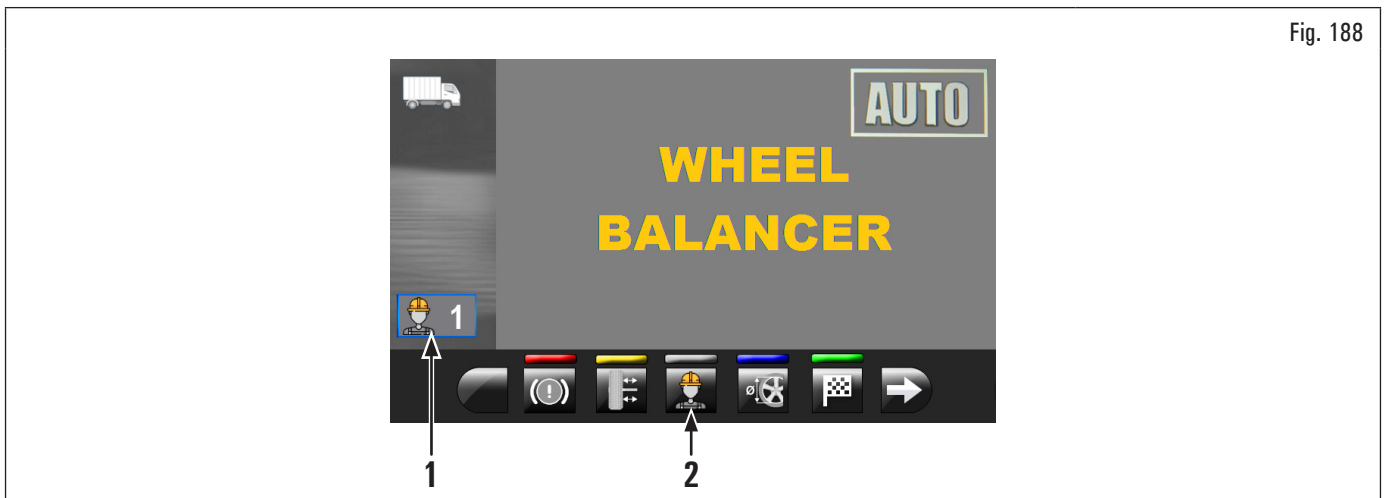 Fig. 188
AUTO
WHEEL
BALANCER
1
(!)
Ø
1
2